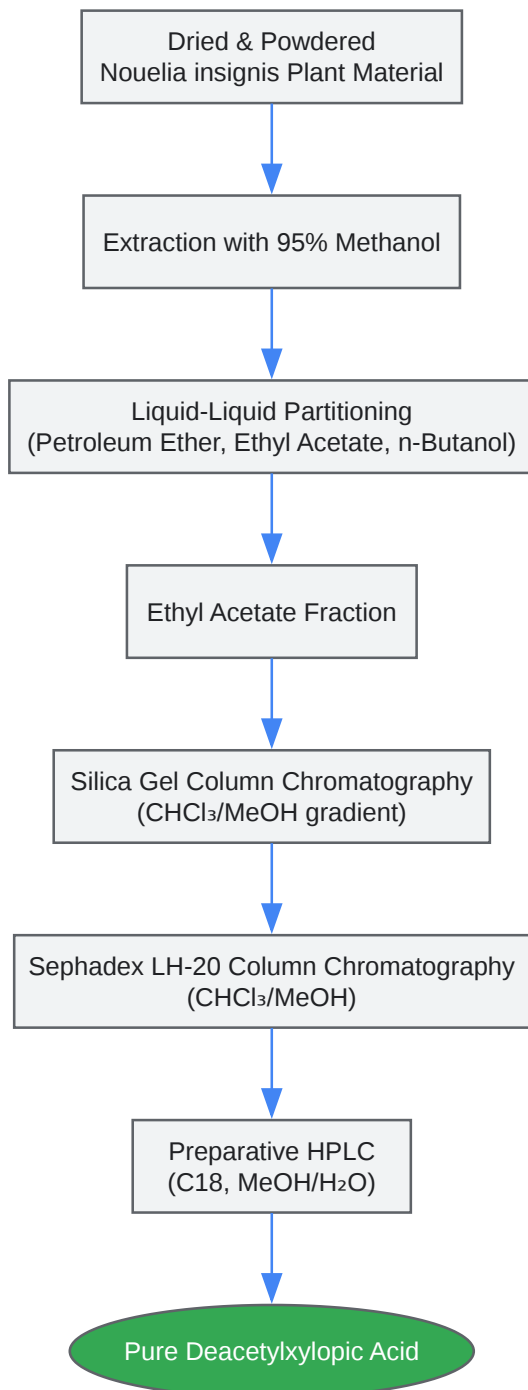 Dried & Powdered
Nouelia insignis Plant Material
Extraction with 95% Methanol
Liquid-Liquid Partitioning
(Petroleum Ether, Ethyl Acetate, n-Butanol)
Ethyl Acetate Fraction
Silica Gel Column Chromatography
(CHCl₃/MeOH gradient)
Sephadex LH-20 Column Chromatography
(CHCl₃/MeOH)
Preparative HPLC
(C18, MeOH/H₂O)
Pure Deacetylxylopic Acid